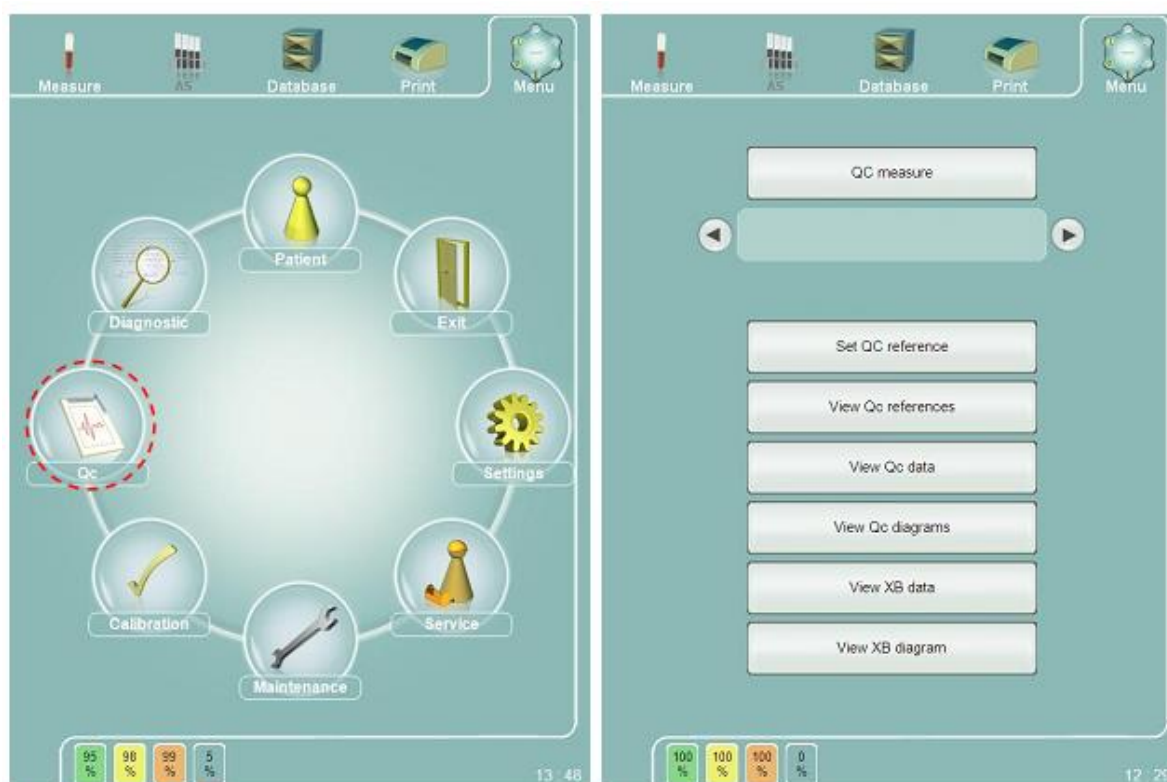 Measure AS Database Print Menu
Patient
Diagnostic Exit
Qc Settings
Calibration Service
Maintenance
95 % 98 % 99 % 5 %
13 48
Measure AS Database Print Menu
QC measure
Set QC reference
View Qc references
View Qc data
View Qc diagrams
View XB data
View XB diagram
100 % 100 % 100 % 0 %